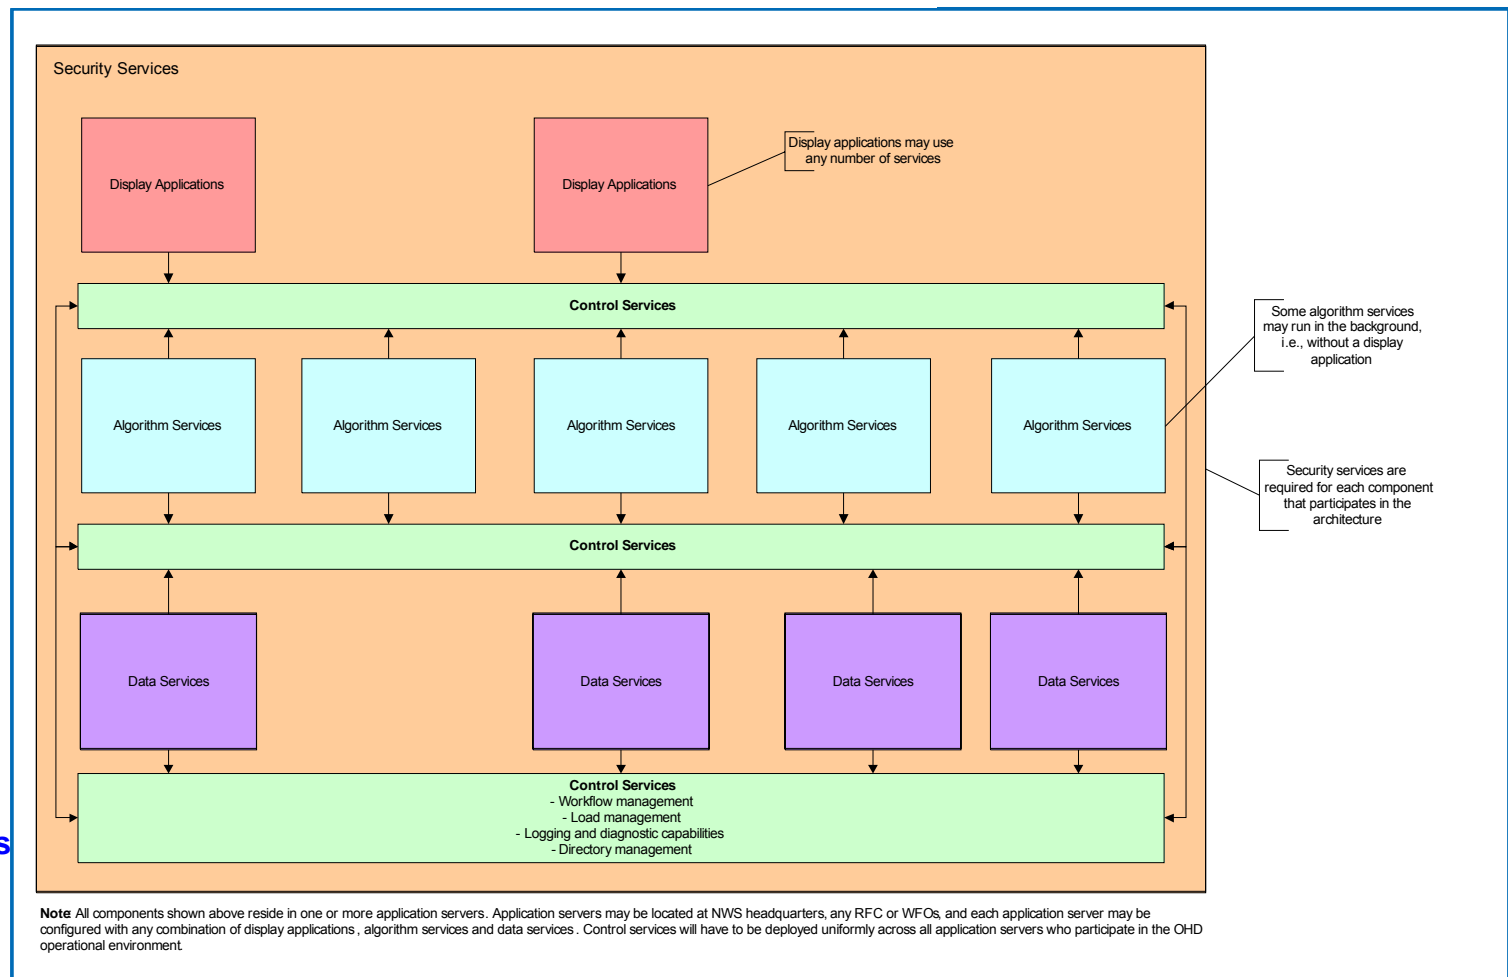 Security Services
Display Applications
Display Applications
Display applications may use
any number of services
Control Services
Some algorithm services
may run in the background,
i.e., without a display
application
Algorithm Services
Algorithm Services
Algorithm Services
Algorithm Services
Algorithm Services
Security services are
required for each component
that participates in the
architecture
Control Services
Data Services
Data Services
Data Services
Data Services
Control Services
- Workflow management
- Load management
- Logging and diagnostic capabilities
- Directory management
s
Note: All components shown above reside in one or more application servers. Application servers may be located at NWS headquarters, any RFC or WFOs, and each application server may be
configured with any combination of display applications, algorithm services and data services. Control services will have to be deployed uniformly across all application servers who participate in the OHD
operational environment.